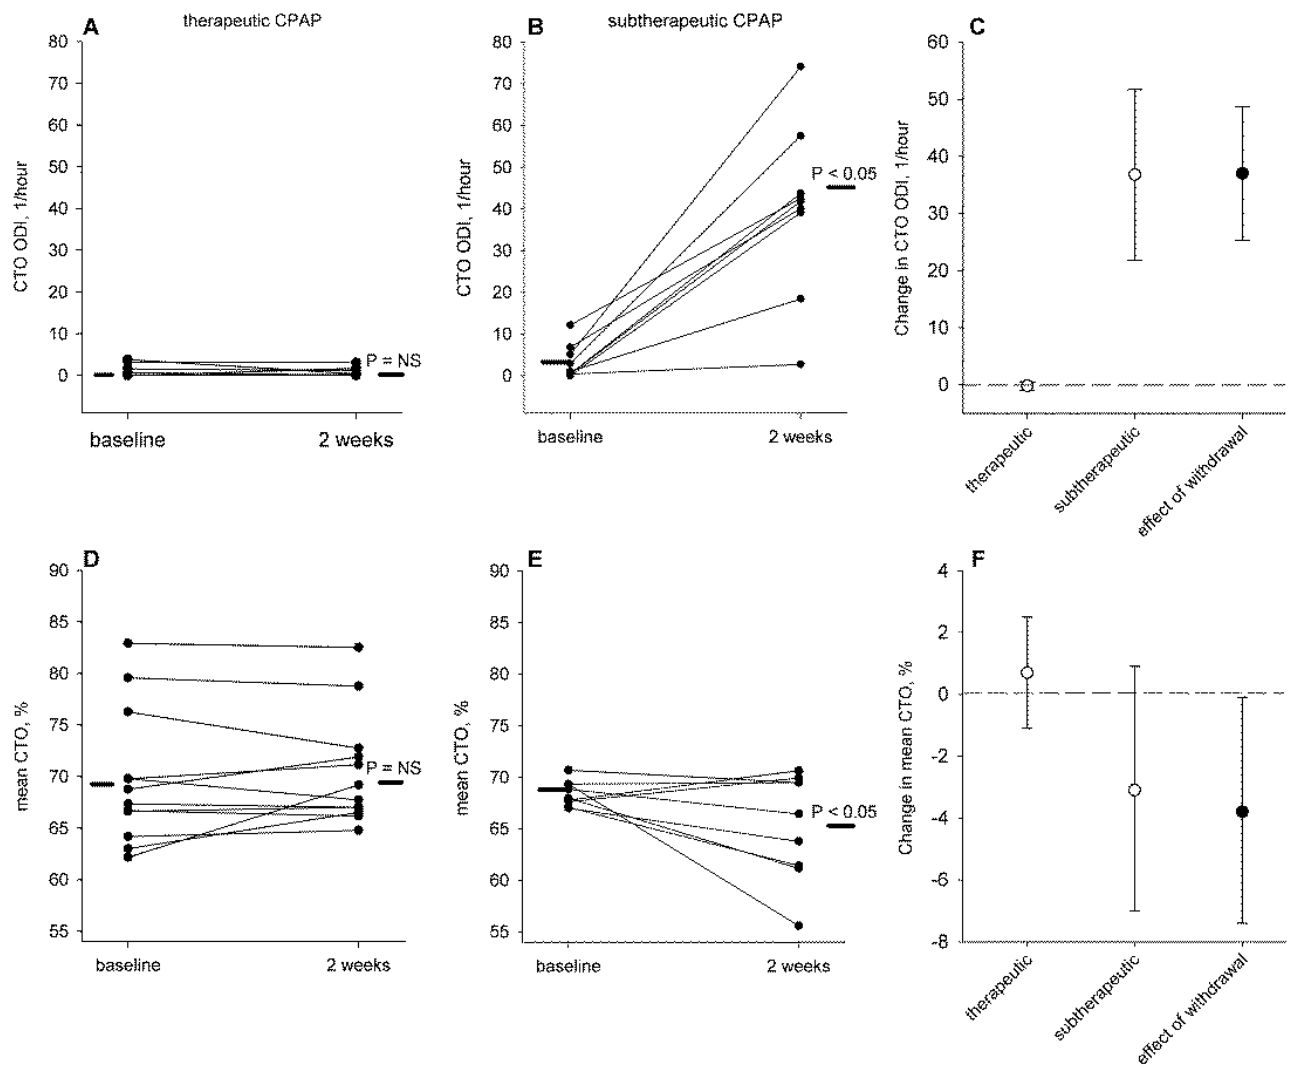 A therapeutic CPAP
80
70
60
50
40
30
20
10
0
CTO ODI, 1/hour
P = NS
baseline 2 weeks
B subtherapeutic CPAP
80
70
60
50
40
30
20
10
0
CTO ODI, 1/hour
P < 0.05
baseline 2 weeks
C
60
50
40
30
20
10
0
Change in CTO ODI, 1/hour
therapeutic
subtherapeutic
effect of withdrawal
D
90
85
80
75
70
65
60
55
mean CTO, %
P = NS
baseline 2 weeks
E
90
85
80
75
70
65
60
55
mean CTO, %
P < 0.05
baseline 2 weeks
F
4
2
0
-2
-4
-6
-8
Change in mean CTO, %
therapeutic
subtherapeutic
effect of withdrawal